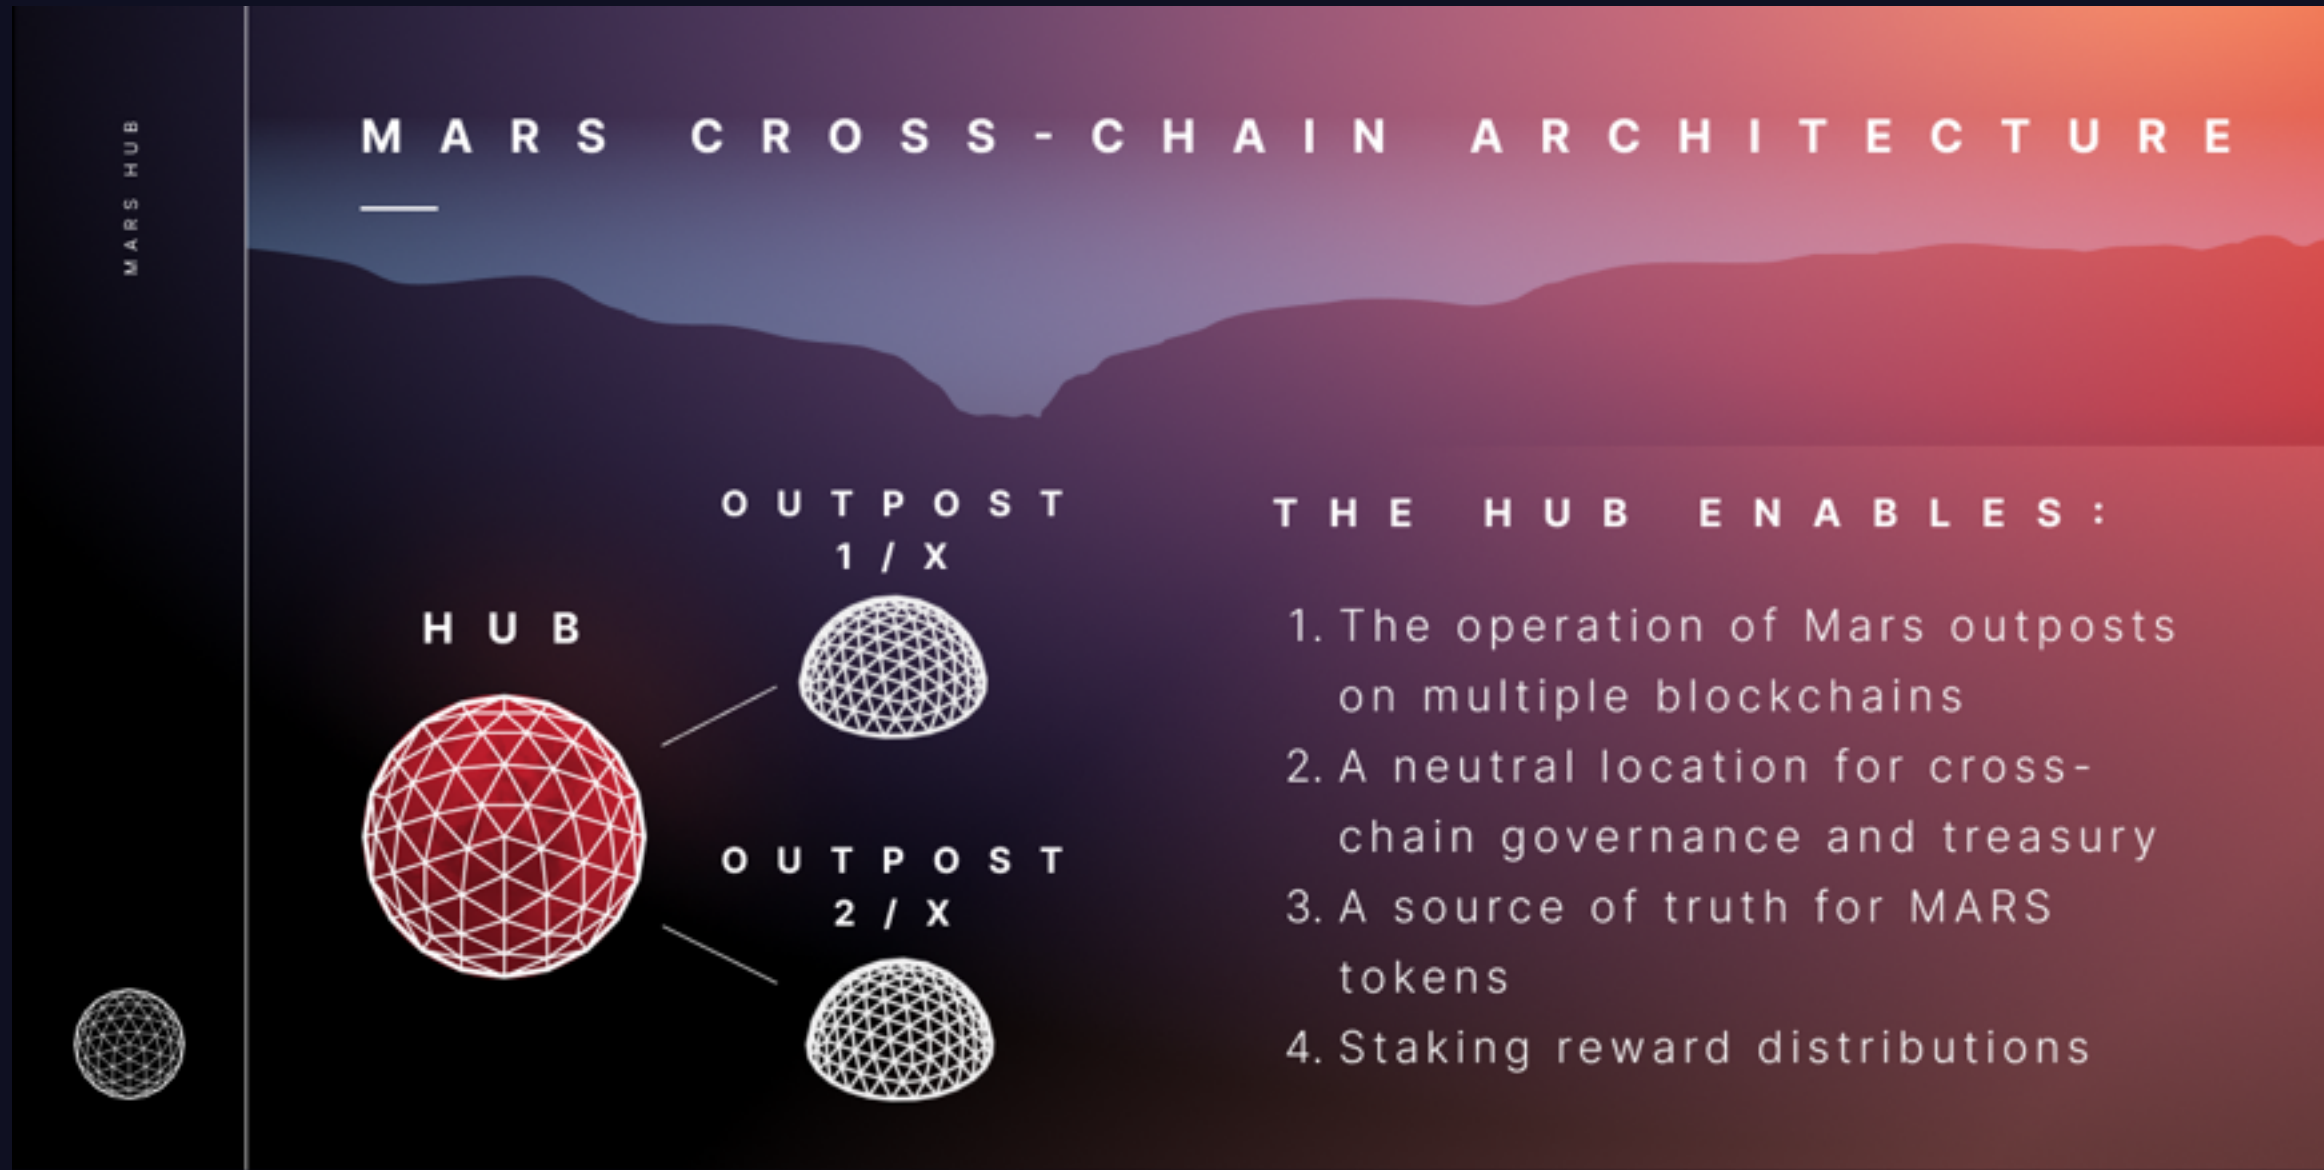 MARS HUB
MARS CROSS-CHAIN ARCHITECTURE
HUB
OUTPOST
1 / X
OUTPOST
2 / X
THE HUB ENABLES:
1. The operation of Mars outposts
on multiple blockchains
2. A neutral location for cross-
chain governance and treasury
3. A source of truth for MARS
tokens
4. Staking reward distributions